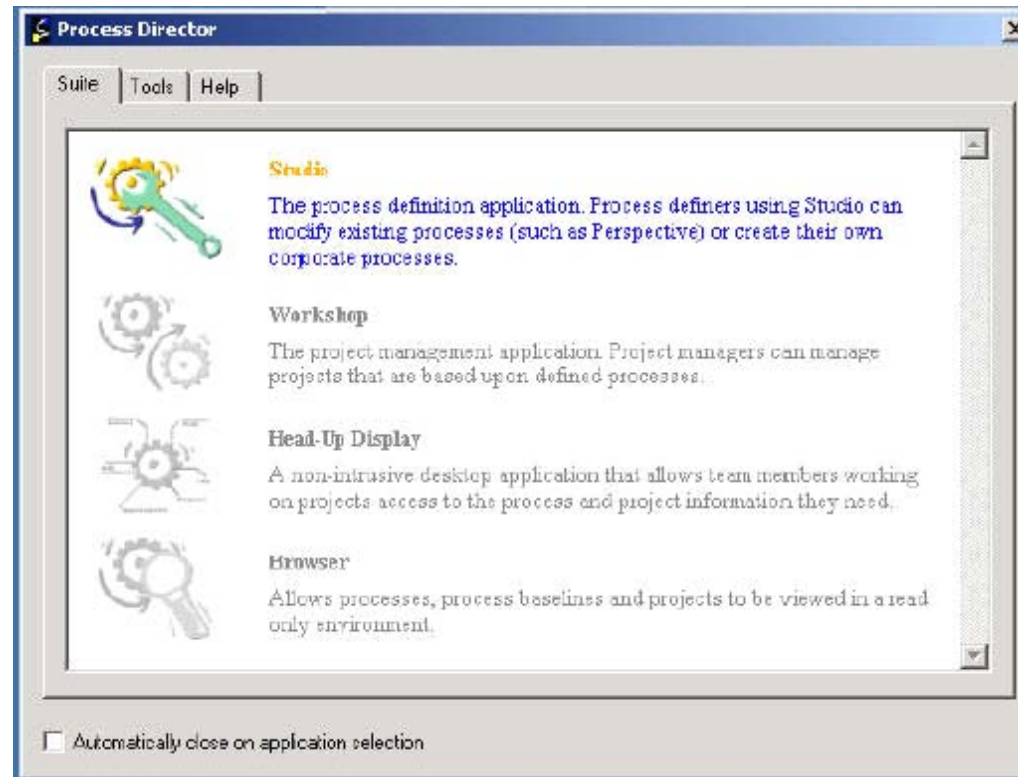 Process Director
Suite Tools Help
Studio
The process definition application. Process definers using Studio can
modify existing processes (such as Perspective) or create their own
corporate processes.
Workshop
The project management application. Project managers can manage
projects that are based upon defined processes.
Head-Up Display
A non-intrusive desktop application that allows team members working
on projects access to the process and project information they need.
Browser
Allows processes, process baselines and projects to be viewed in a read
only environment.
Automatically close on application selection